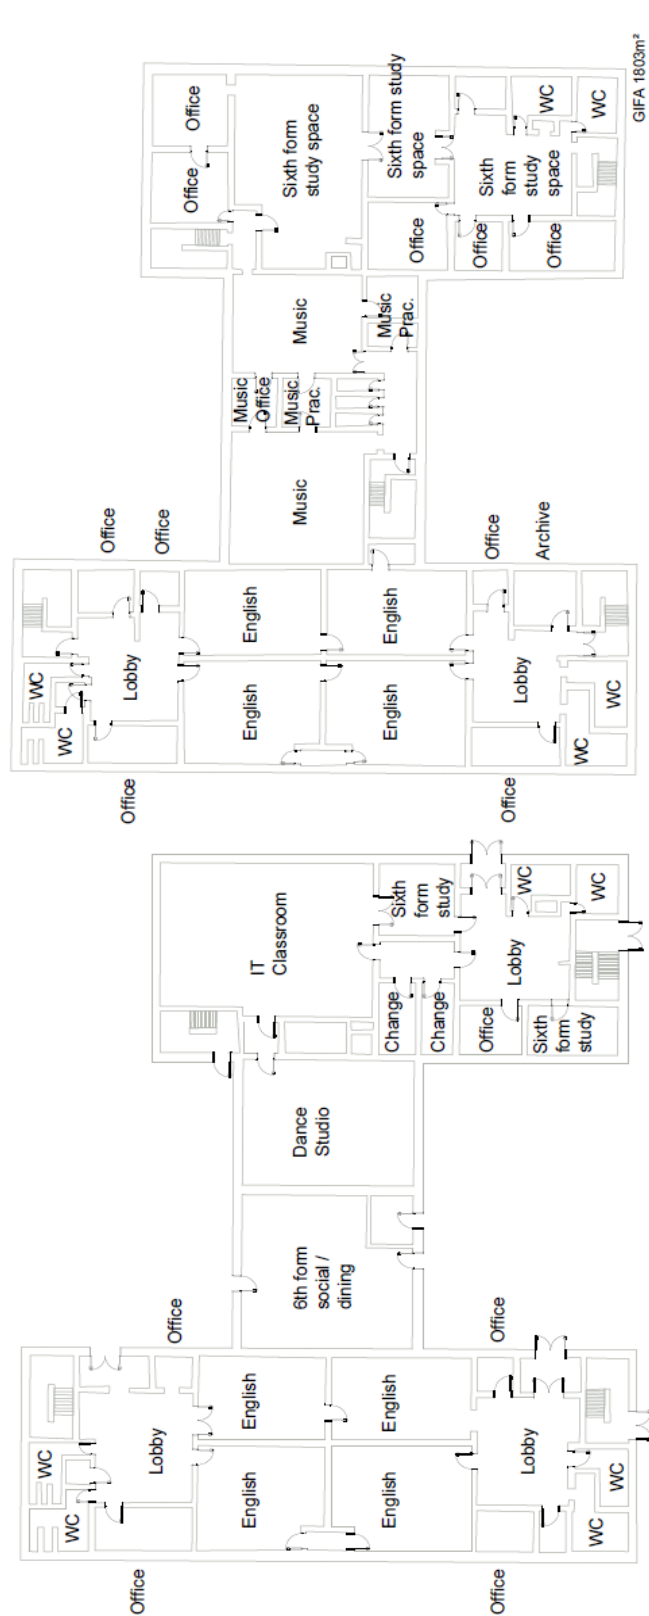 WC
WC
Office
Lobby
Office
English
English
IT
Classroom
Dance
Studio
6th form
social /
dining
English
English
Change
Sixth
form
study
Change
Office
Office
Office
Lobby
Lobby
WC
Sixth
form
study
WC
WC
WC
WC
WC
Office
Office
Lobby
Office
Office
Office
English
English
Music
Office
Music
Prac.
Music
Music
Sixth form
study space
English
English
Music
Prac.
Sixth form study
space
Office
Office
Office
Office
Lobby
Sixth
form
study
space
Archive
WC
Office
WC
WC
WC
GIFA 1803m²